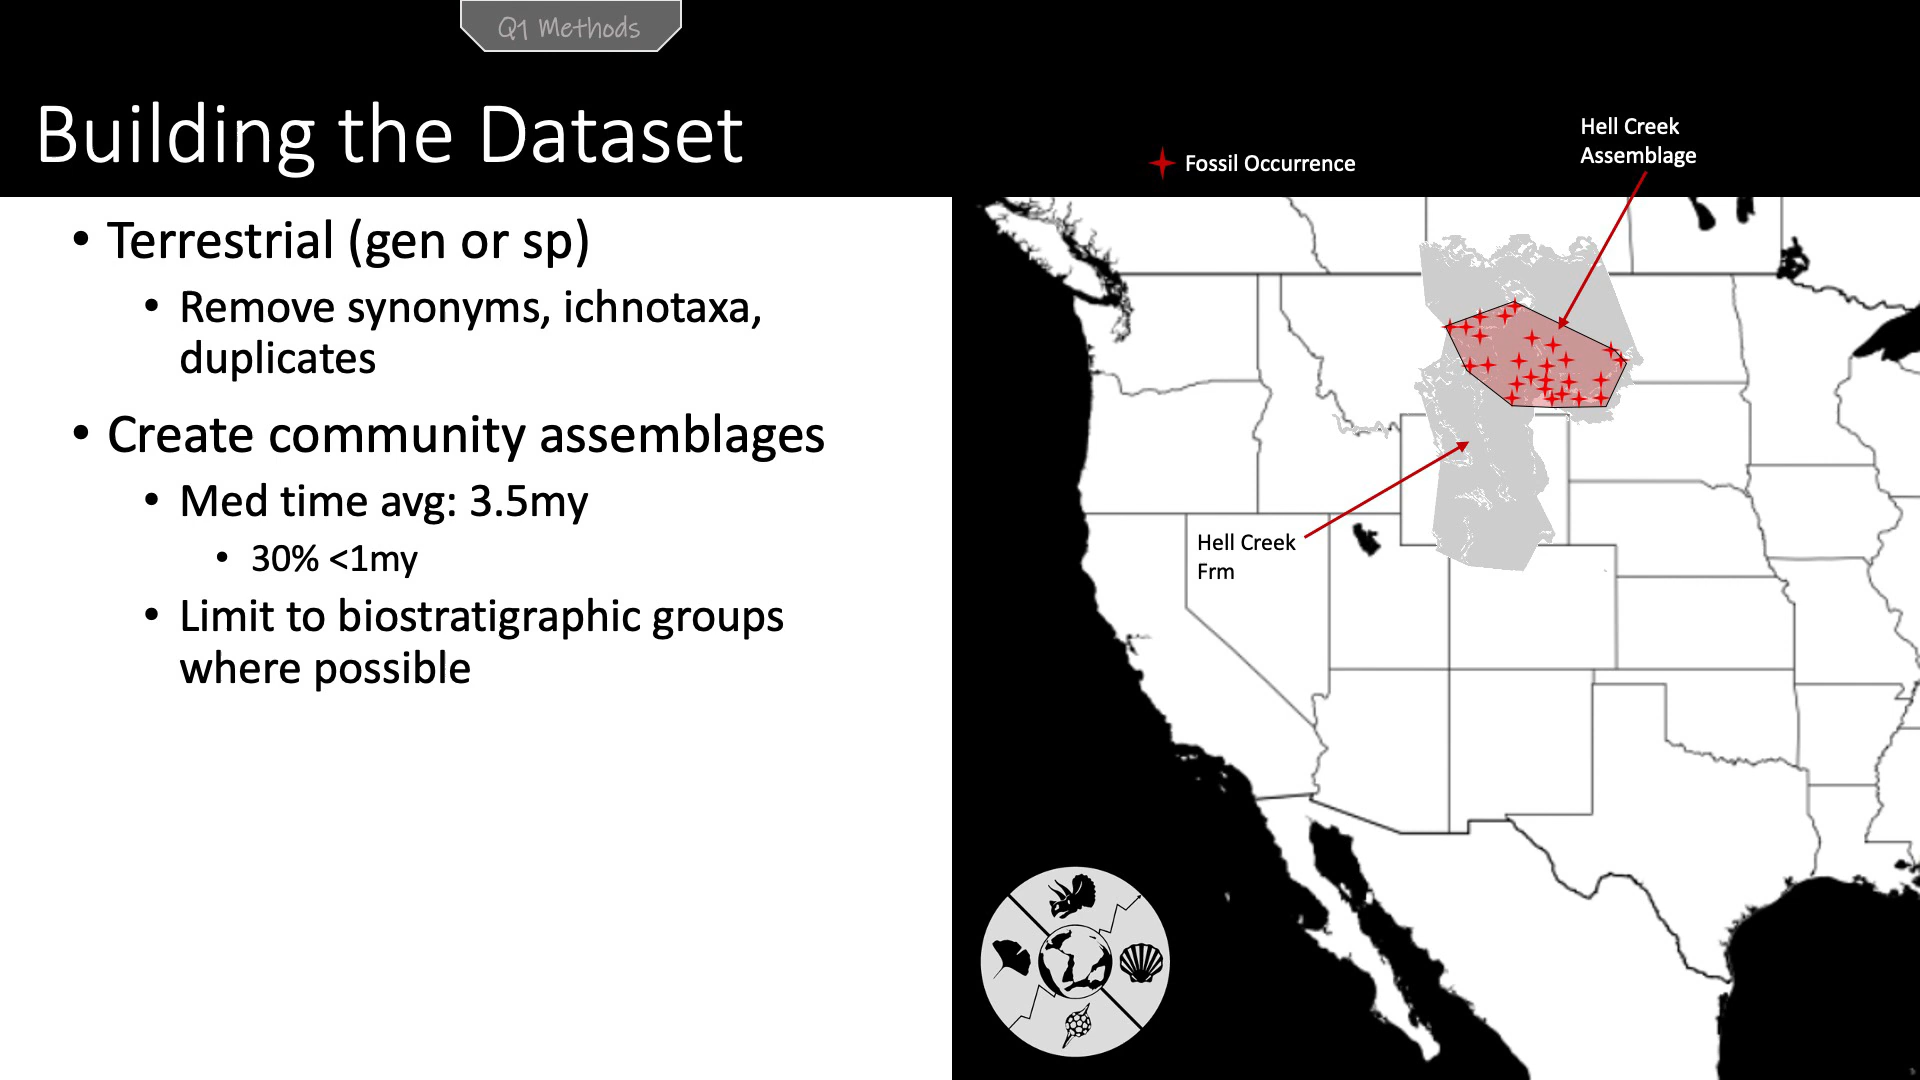 Q1 Methods
Building the Dataset
Fossil Occurrence
Hell Creek
Assemblage
• Terrestrial (gen or sp)
• Remove synonyms, ichnotaxa,
duplicates
• Create community assemblages
• Med time avg: 3.5my
• 30% <1my
• Limit to biostratigraphic groups
where possible
Hell Creek
Frm